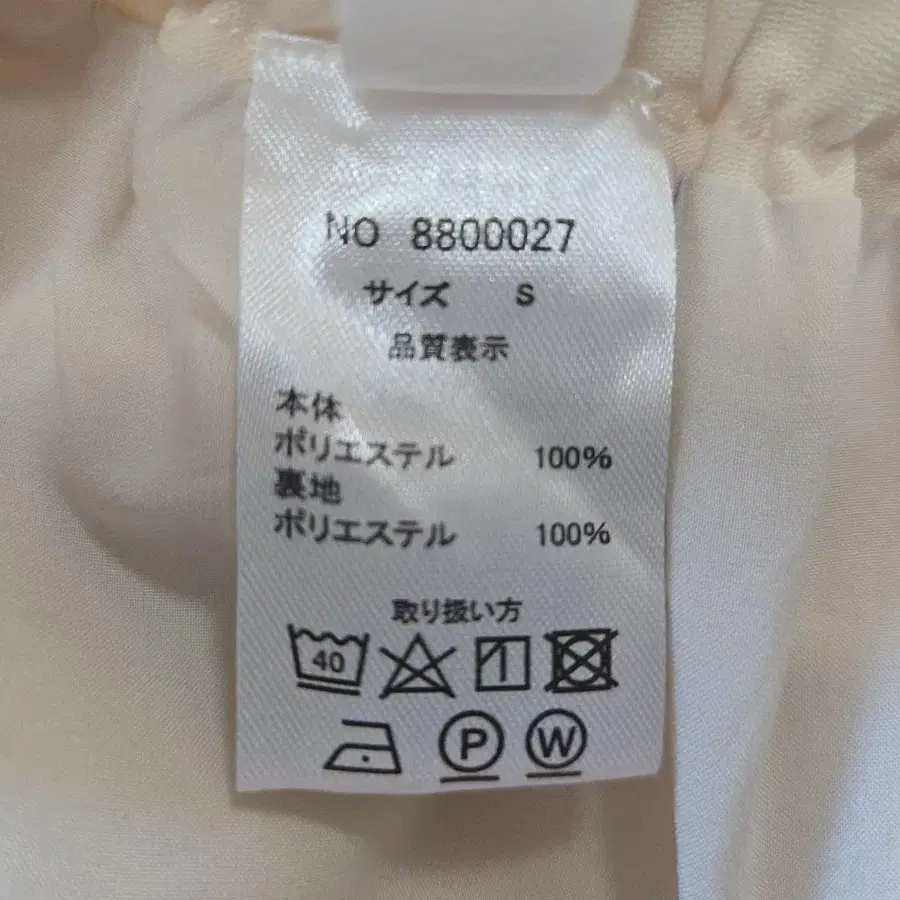 NO 8800027
サイズ S
品質表示
本体
ポリエステル 100%
裏地
ポリエステル 100%
取り扱い方
40
P W